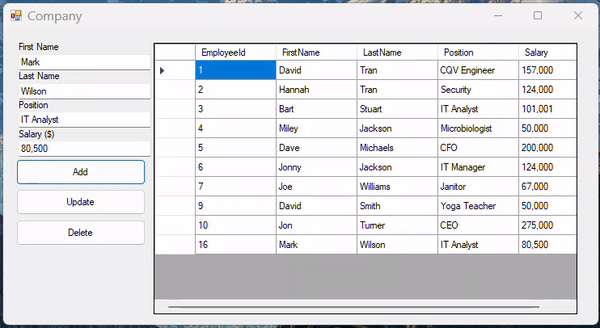 Company
First Name
Mark
Last Name
Wilson
Position
IT Analyst
Salary ($)
80,500
Add
Update
Delete
EmployeeId FirstName LastName Position Salary
1 David Tran CQV Engineer 157,000
2 Hannah Tran Security 124,000
3 Bart Stuart IT Analyst 101,001
4 Miley Jackson Microbiologist 50,000
5 Dave Michaels CFO 200,000
6 Jonny Jackson IT Manager 124,000
7 Joe Williams Janitor 67,000
9 David Smith Yoga Teacher 50,000
10 Jon Turner CEO 275,000
16 Mark Wilson IT Analyst 80,500